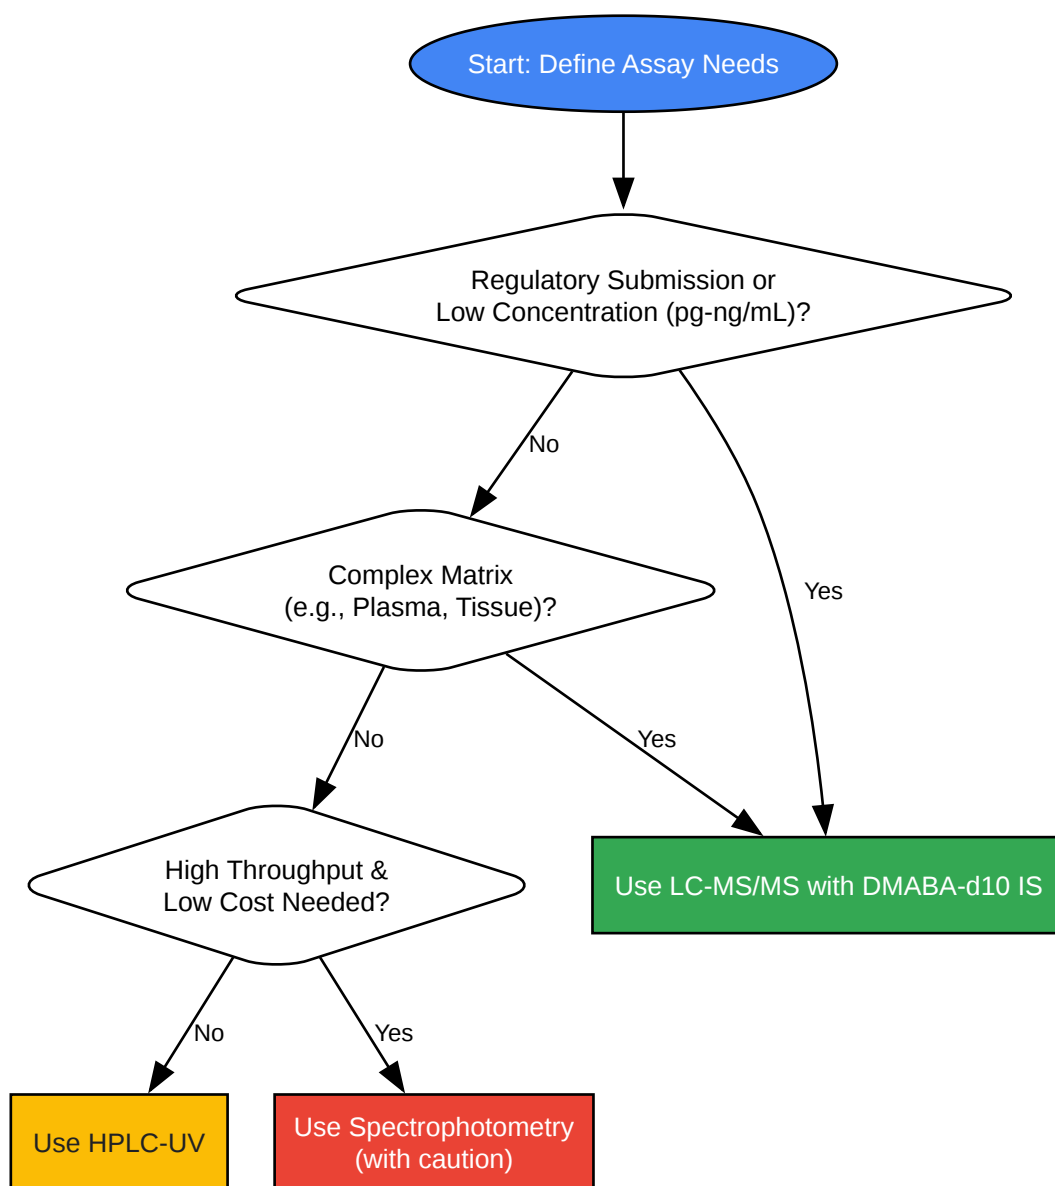 Start: Define Assay Needs
Regulatory Submission or
Low Concentration (pg-ng/mL)?
No
Yes
Complex Matrix
(e.g., Plasma, Tissue)?
No
Yes
High Throughput &
Low Cost Needed?
Use LC-MS/MS with DMABA-d10 IS
No
Yes
Use HPLC-UV
Use Spectrophotometry
(with caution)